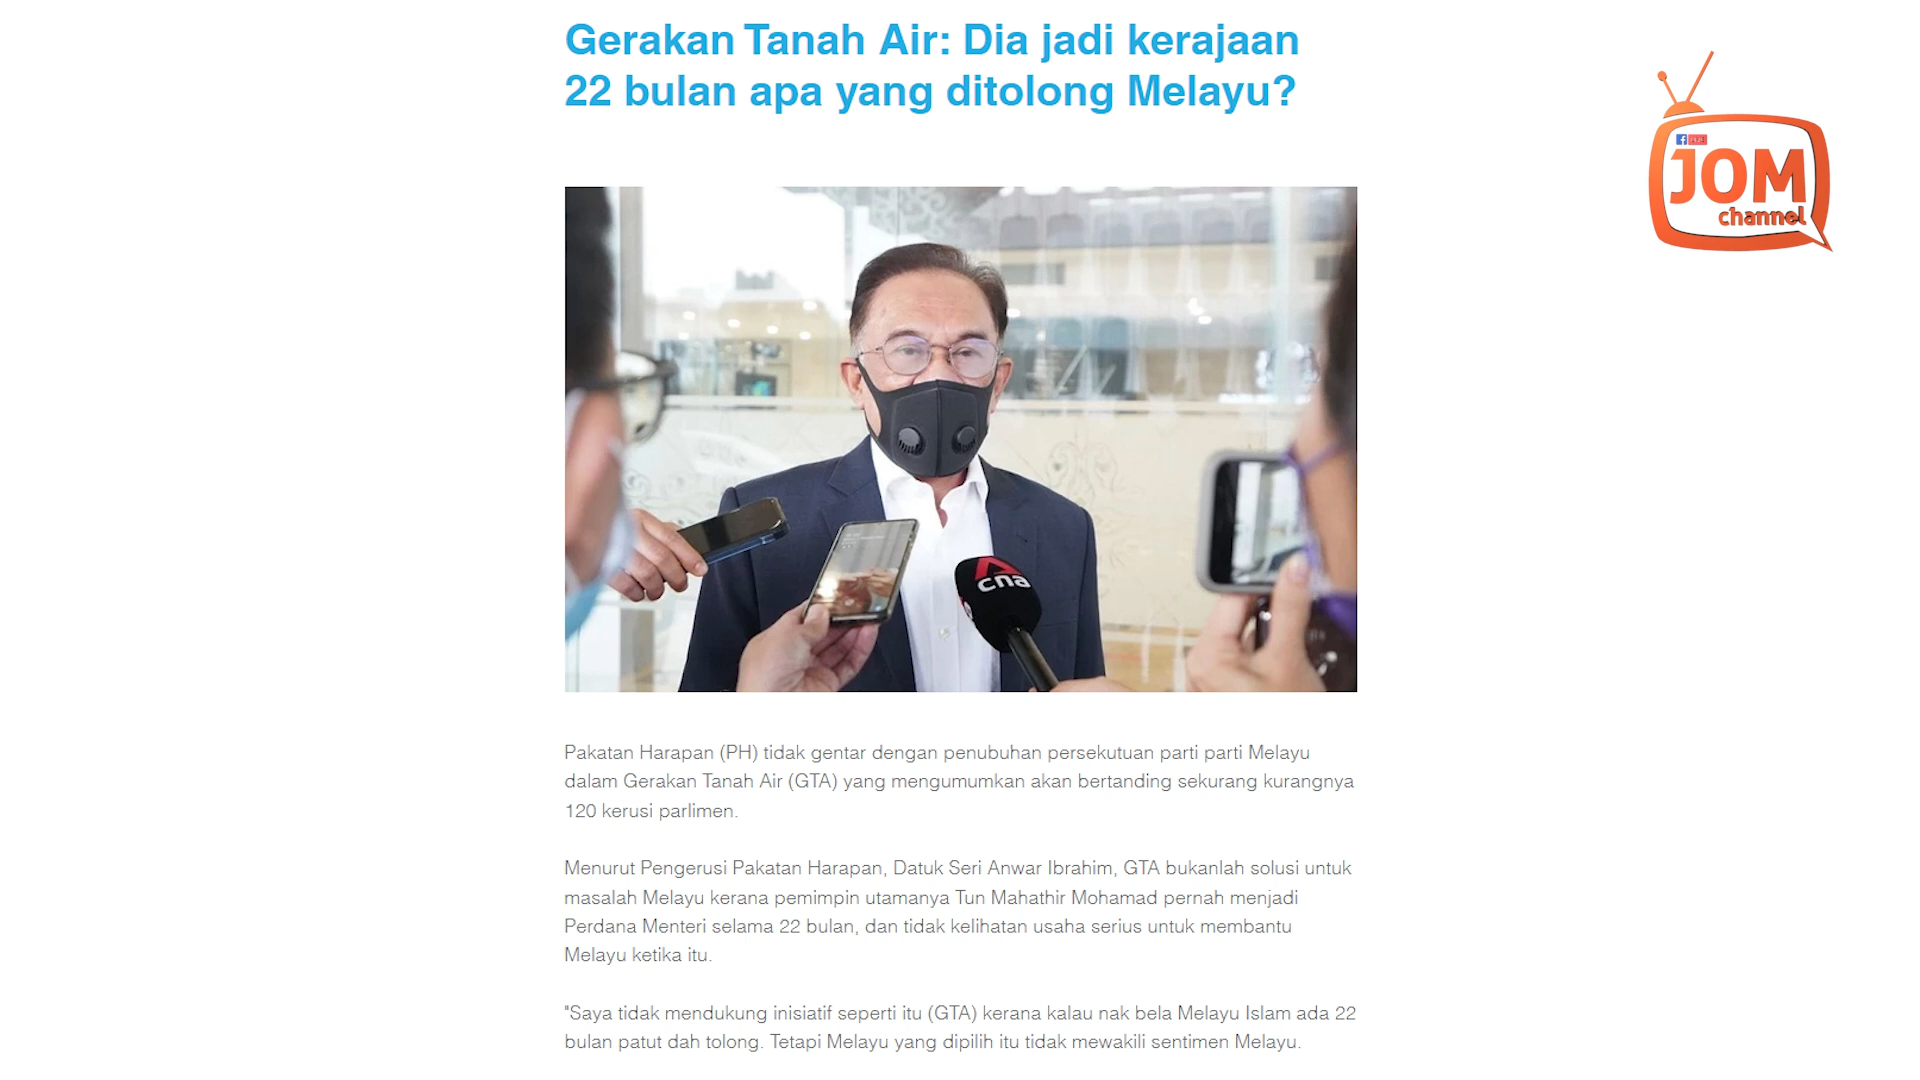 Gerakan Tanah Air: Dia jadi kerajaan
22 bulan apa yang ditolong Melayu?
JOM
channel
cna
Pakatan Harapan (PH) tidak gentar dengan penubuhan persekutuan parti parti Melayu
dalam Gerakan Tanah Air (GTA) yang mengumumkan akan bertanding sekurang kurangnya
120 kerusi parlimen.
Menurut Pengerusi Pakatan Harapan, Datuk Seri Anwar Ibrahim, GTA bukanlah solusi untuk
masalah Melayu kerana pemimpin utamanya Tun Mahathir Mohamad pernah menjadi
Perdana Menteri selama 22 bulan, dan tidak kelihatan usaha serius untuk membantu
Melayu ketika itu.
"Saya tidak mendukung inisiatif seperti itu (GTA) kerana kalau nak bela Melayu Islam ada 22
bulan patut dah tolong. Tetapi Melayu yang dipilih itu tidak mewakili sentimen Melayu.